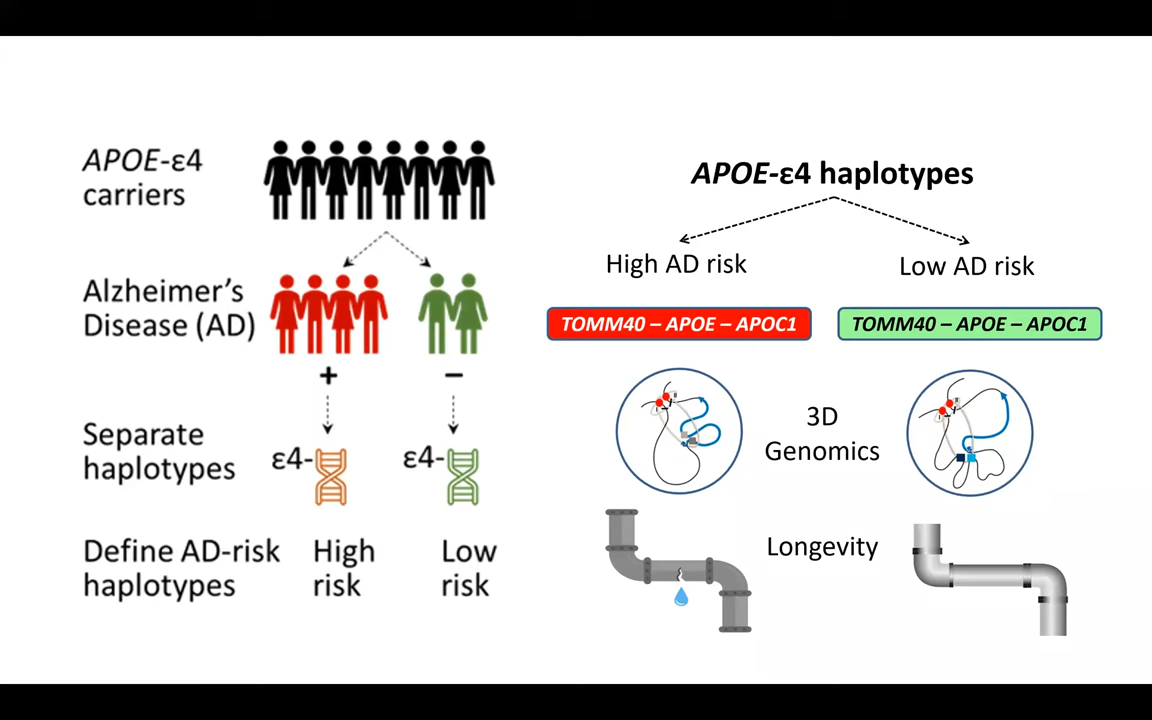 APOE-ε4
carriers
Alzheimer's
Disease (AD)
+
−
Separate
haplotypes
ε4-
ε4-
Define AD-risk
haplotypes
High
risk
Low
risk
APOE-ε4 haplotypes
High AD risk
Low AD risk
TOMM40 – APOE – APOC1
TOMM40 – APOE – APOC1
3D
Genomics
Longevity